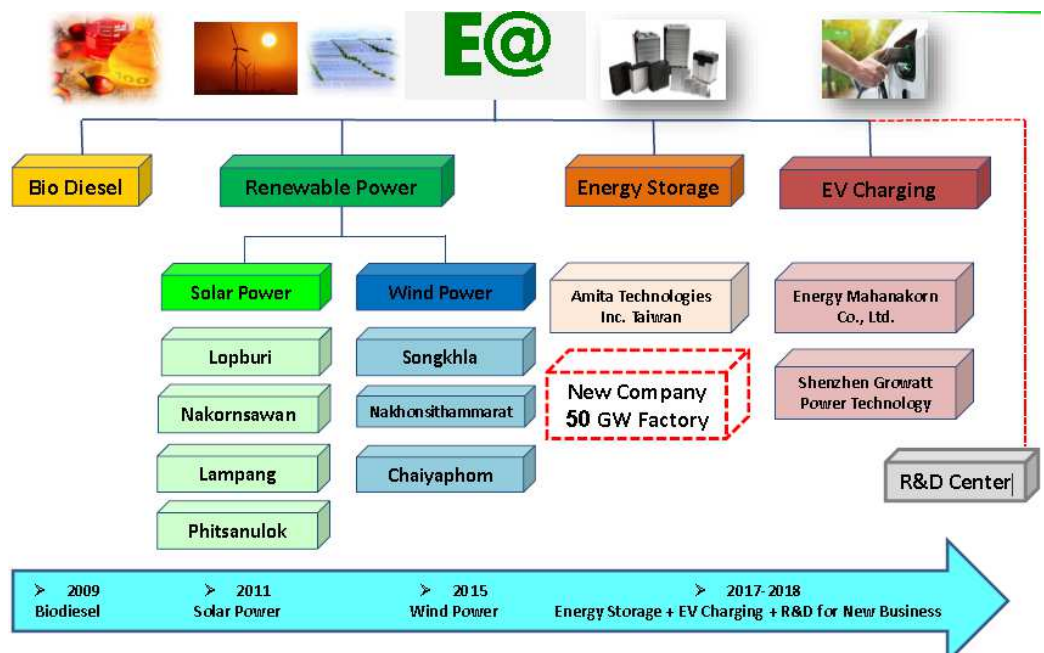 E@
Bio Diesel
Renewable Power
Energy Storage
EV Charging
Solar Power
Wind Power
Amita Technologies
Inc. Taiwan
Energy Mahanakorn
Co., Ltd.
Lopburi
Songkhla
New Company
50 GW Factory
Shenzhen Growatt
Power Technology
Nakornsawan
Nakhonsithammarat
Lampang
Chaiyaphom
R&D Center
Phitsanulok
➢ 2009
Biodiesel
➢ 2011
Solar Power
➢ 2015
Wind Power
➢ 2017-2018
Energy Storage + EV Charging + R&D for New Business